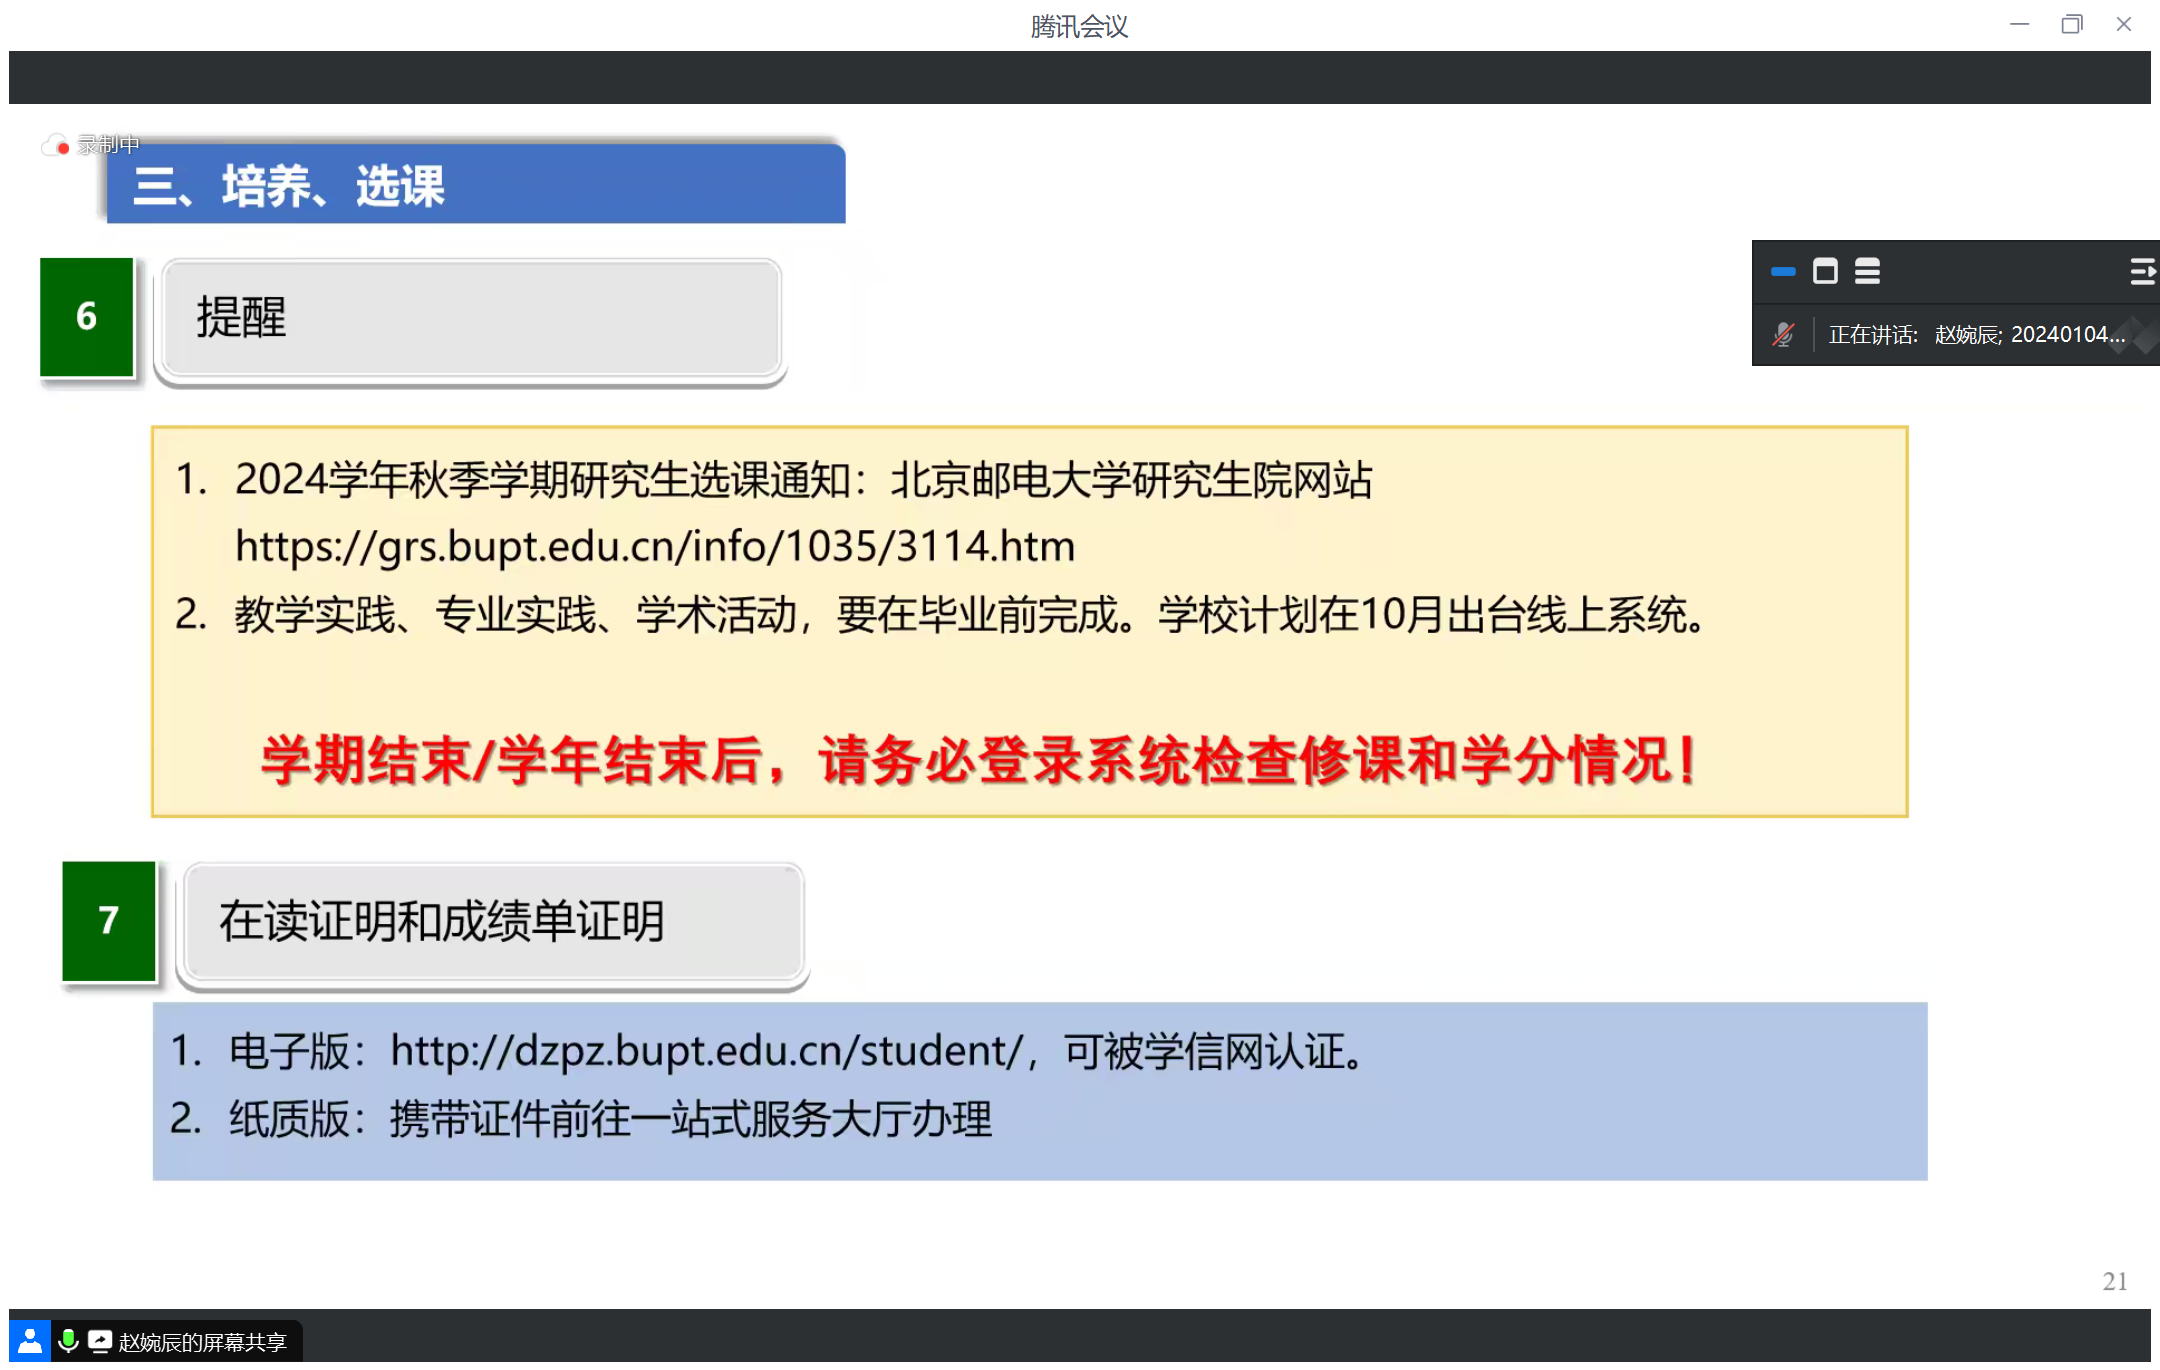 腾讯会议
录制中
三、培养、选课
6
提醒
正在讲话: 赵婉辰; 20240104...
1. 2024学年秋季学期研究生选课通知：北京邮电大学研究生院网站
https://grs.bupt.edu.cn/info/1035/3114.htm
2. 教学实践、专业实践、学术活动，要在毕业前完成。学校计划在10月出台线上系统。
学期结束/学年结束后，请务必登录系统检查修课和学分情况！
7
在读证明和成绩单证明
1. 电子版：http://dzpz.bupt.edu.cn/student/，可被学信网认证。
2. 纸质版：携带证件前往一站式服务大厅办理
21
赵婉辰的屏幕共享